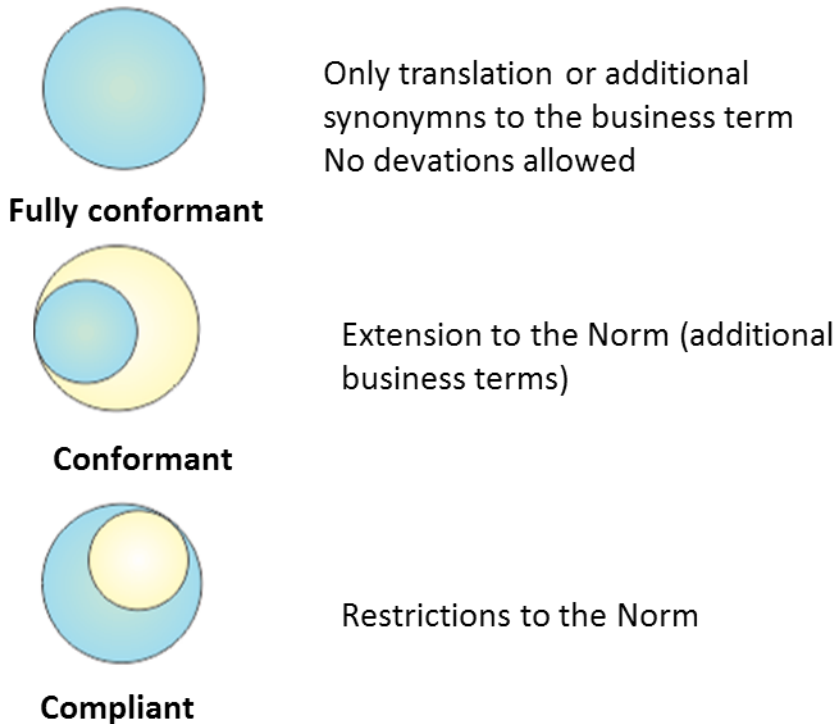 Only translation or additional
synonymns to the business term
No devations allowed
Fully conformant
Extension to the Norm (additional
business terms)
Conformant
Restrictions to the Norm
Compliant